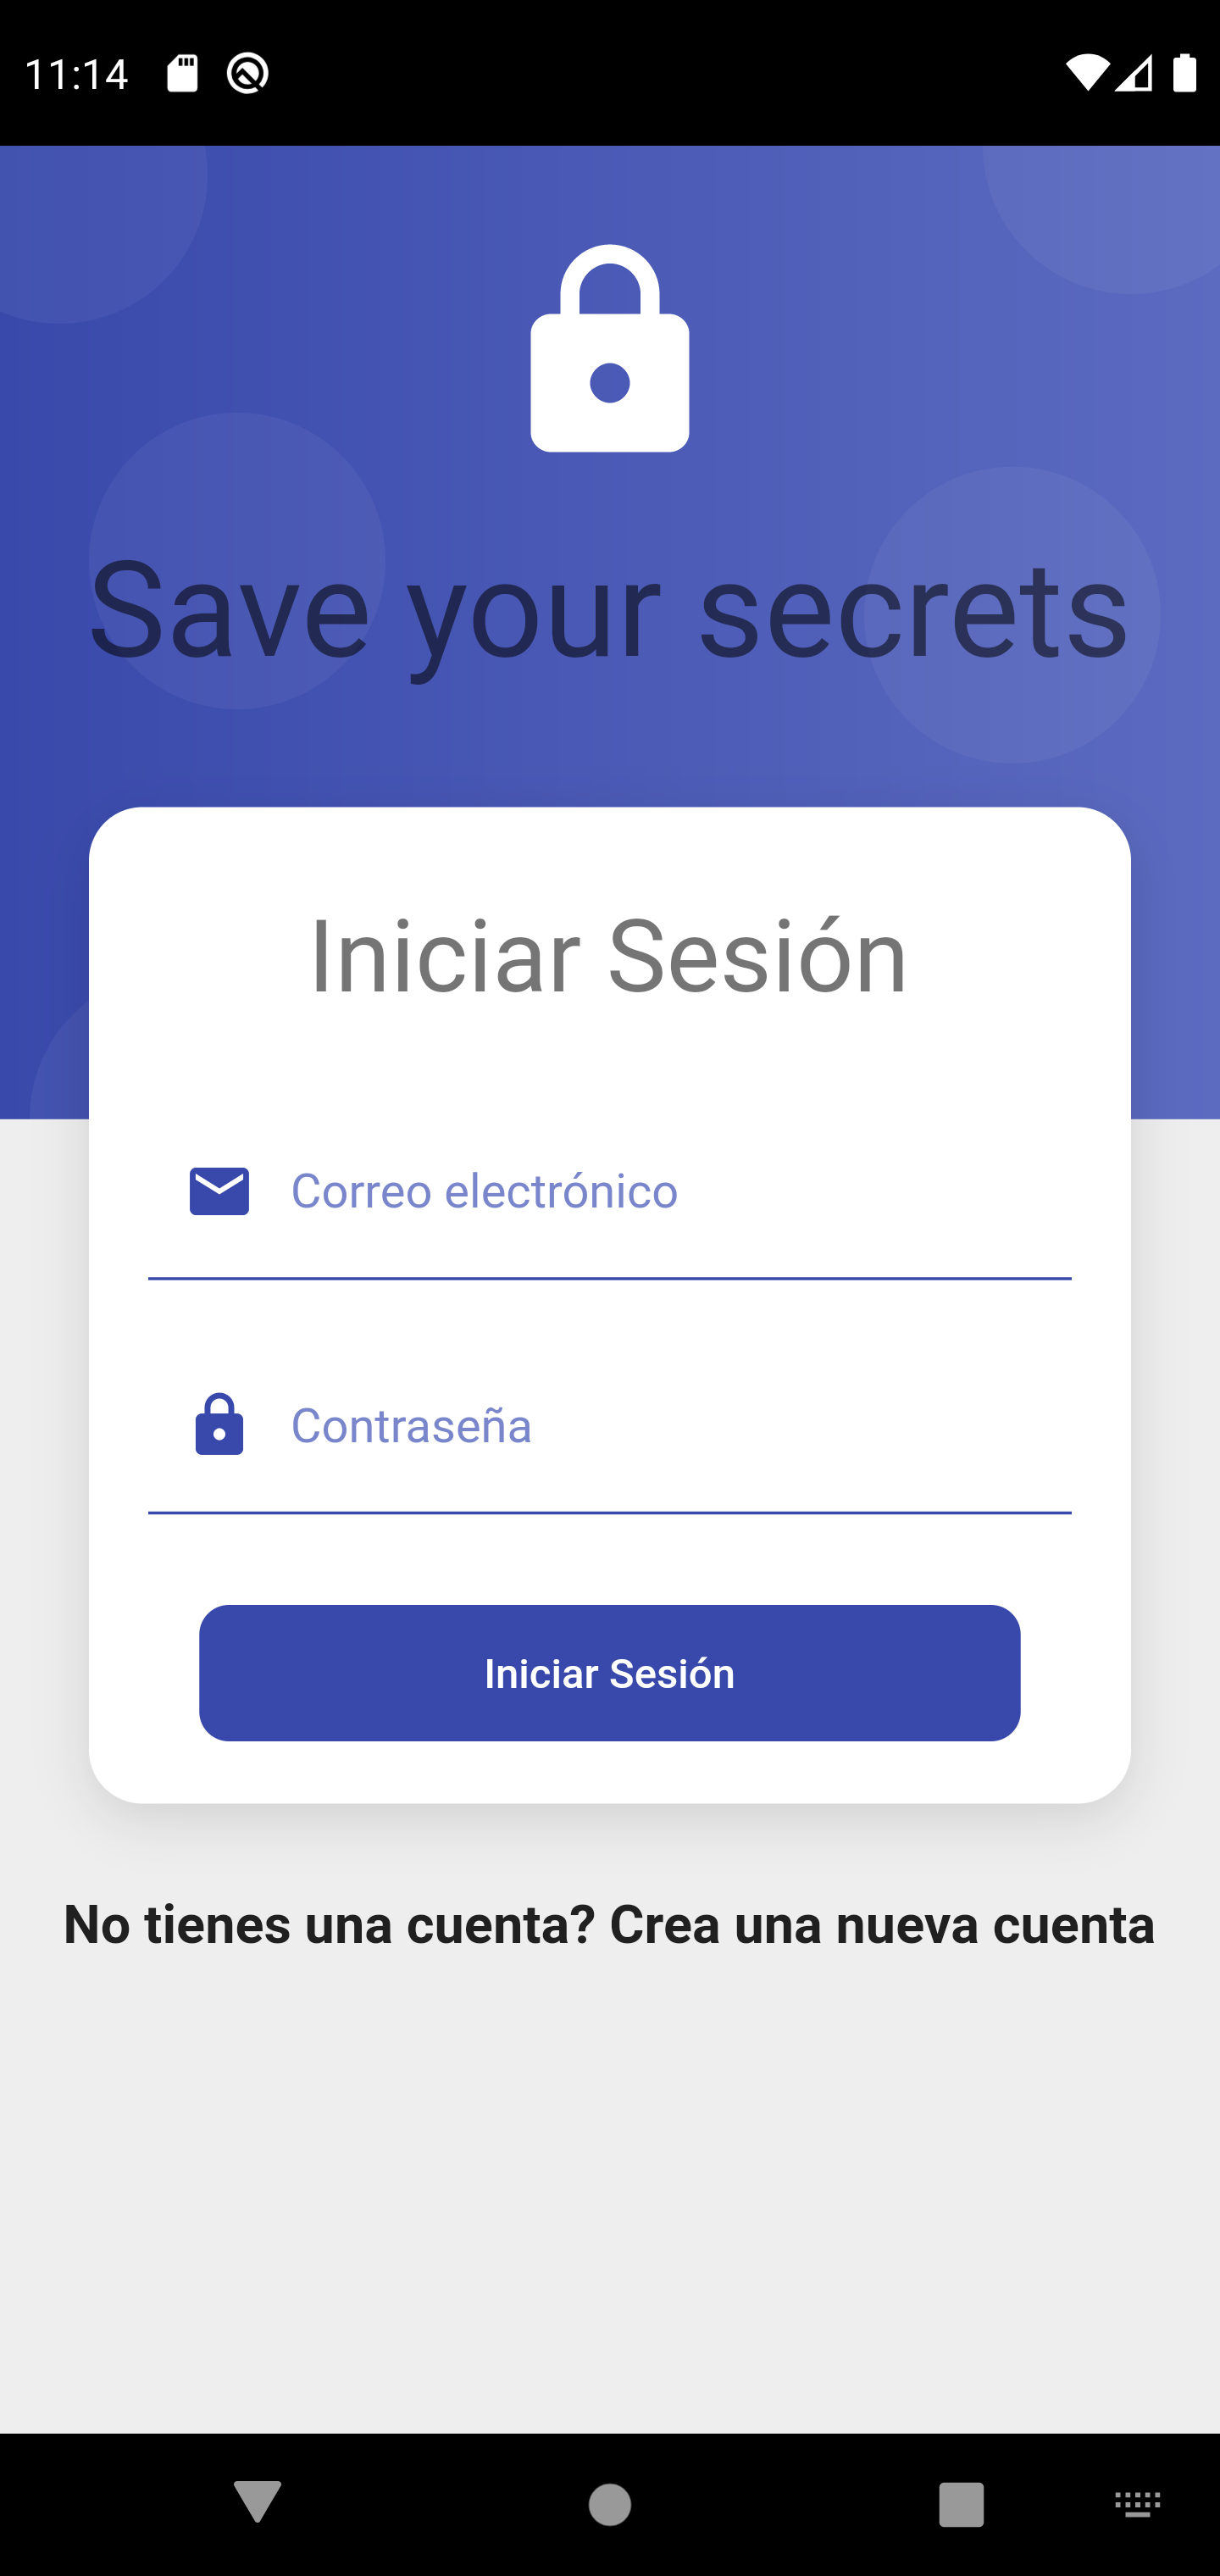 11:14
Save your secrets
Iniciar Sesión
Correo electrónico
Contraseña
Iniciar Sesión
No tienes una cuenta? Crea una nueva cuenta